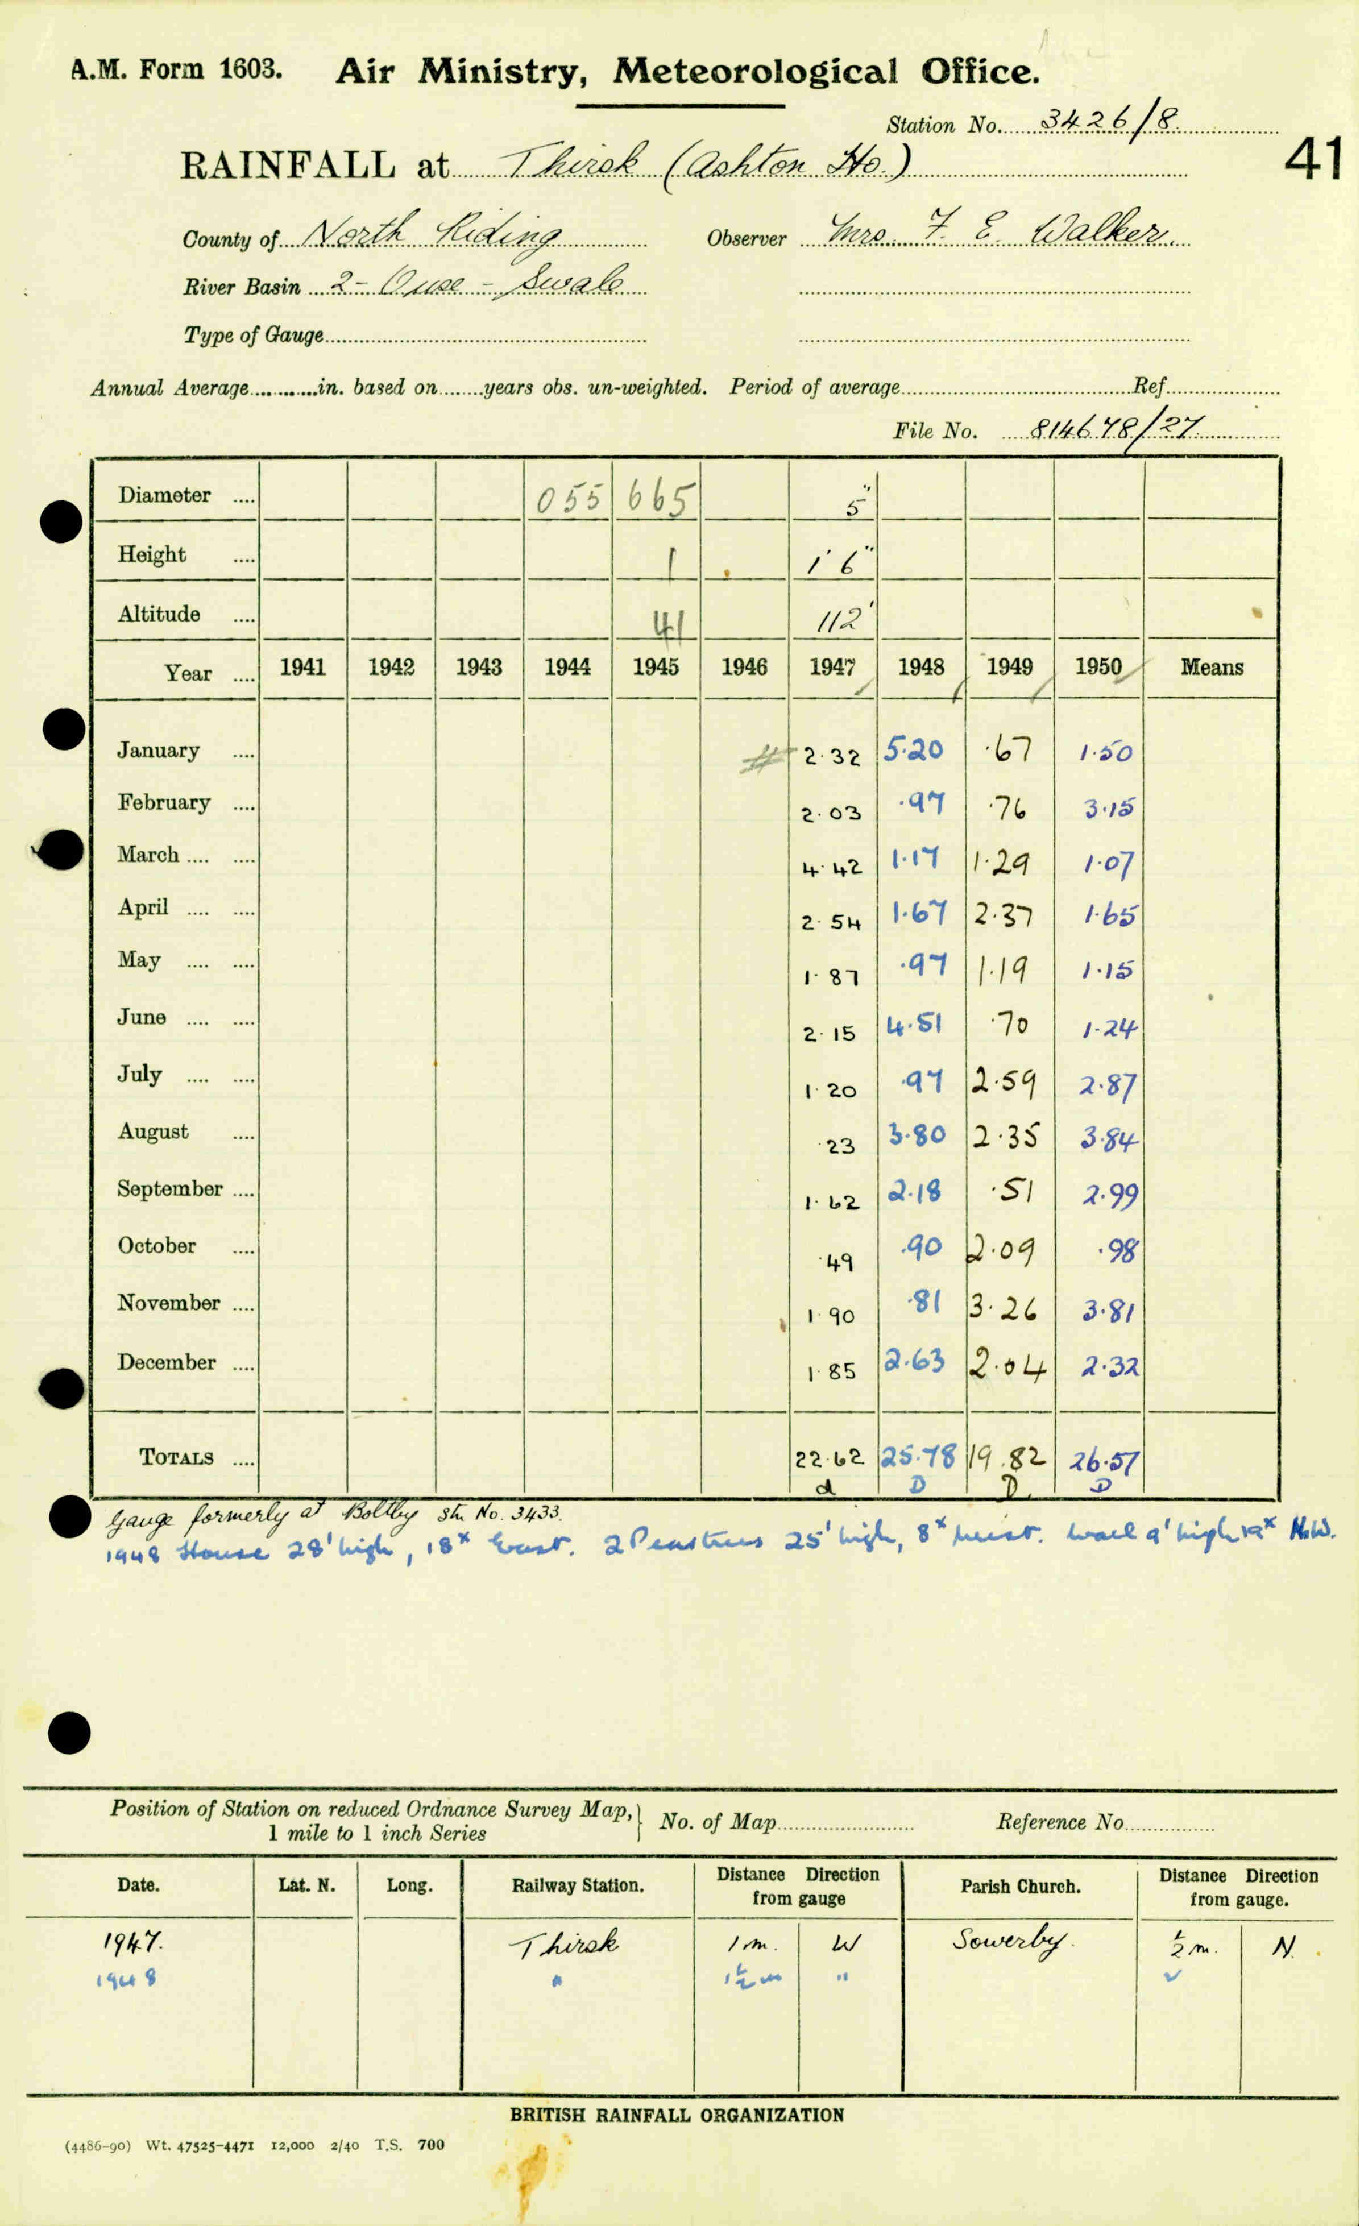 A.M. Form 1603. Air Ministry, Meteorological Office.
Station No. 3426/8.
41
RAINFALL at Thirsk (Ashton Ho.)
County of North Riding Observer Mrs. F. E. Walker.
River Basin 2- Ouse - Swale
Type of Gauge
Annual Average in. based on years obs. un-weighted. Period of average Ref
File No. 814678/27
Diameter 055 665 5"
Height 1 1' 6"
Altitude 41 112'
Year 1941 1942 1943 1944 1945 1946 1947 1948 1949 1950 Means
January # 2.32 5.20 .67 1.50
February 2.03 .97 .76 3.15
March 4.42 1.17 1.29 1.07
April 2.54 1.67 2.37 1.65
May 1.87 .97 1.19 1.15
June 2.15 4.51 .70 1.24
July 1.20 .97 2.59 2.87
August .23 3.80 2.35 3.84
September 1.62 2.18 .51 2.99
October .49 .90 2.09 .98
November 1.90 .81 3.26 3.81
December 1.85 2.63 2.04 2.32
TOTALS 22.62 25.78 19.82 26.57
d D D D
Gauge formerly at Boltby Stn. No. 3433.
1948 House 28' high, 18x East. 2 Pear trees 25' high, 8x West. Wall 9' high 19x N.W.
Position of Station on reduced Ordnance Survey Map, 1 mile to 1 inch Series } No. of Map Reference No.
Date. Lat. N. Long. Railway Station. Distance Direction from gauge Parish Church. Distance Direction from gauge.
1947. Thirsk 1 m. W Sowerby. ½ m. N.
1948 " 1½ m "
BRITISH RAINFALL ORGANIZATION
(4486-90) Wt. 47525-4471 12,000 2/40 T.S. 700